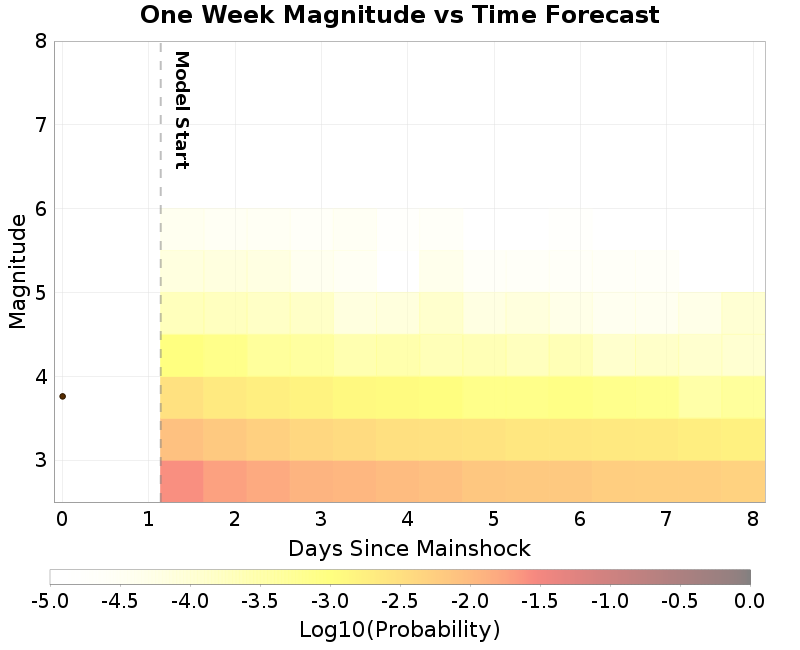 One Week Magnitude vs Time Forecast
8
7
6
5
4
3
Magnitude
Model Start
0 1 2 3 4 5 6 7 8
Days Since Mainshock
-5.0 -4.5 -4.0 -3.5 -3.0 -2.5 -2.0 -1.5 -1.0 -0.5 0.0
Log10(Probability)